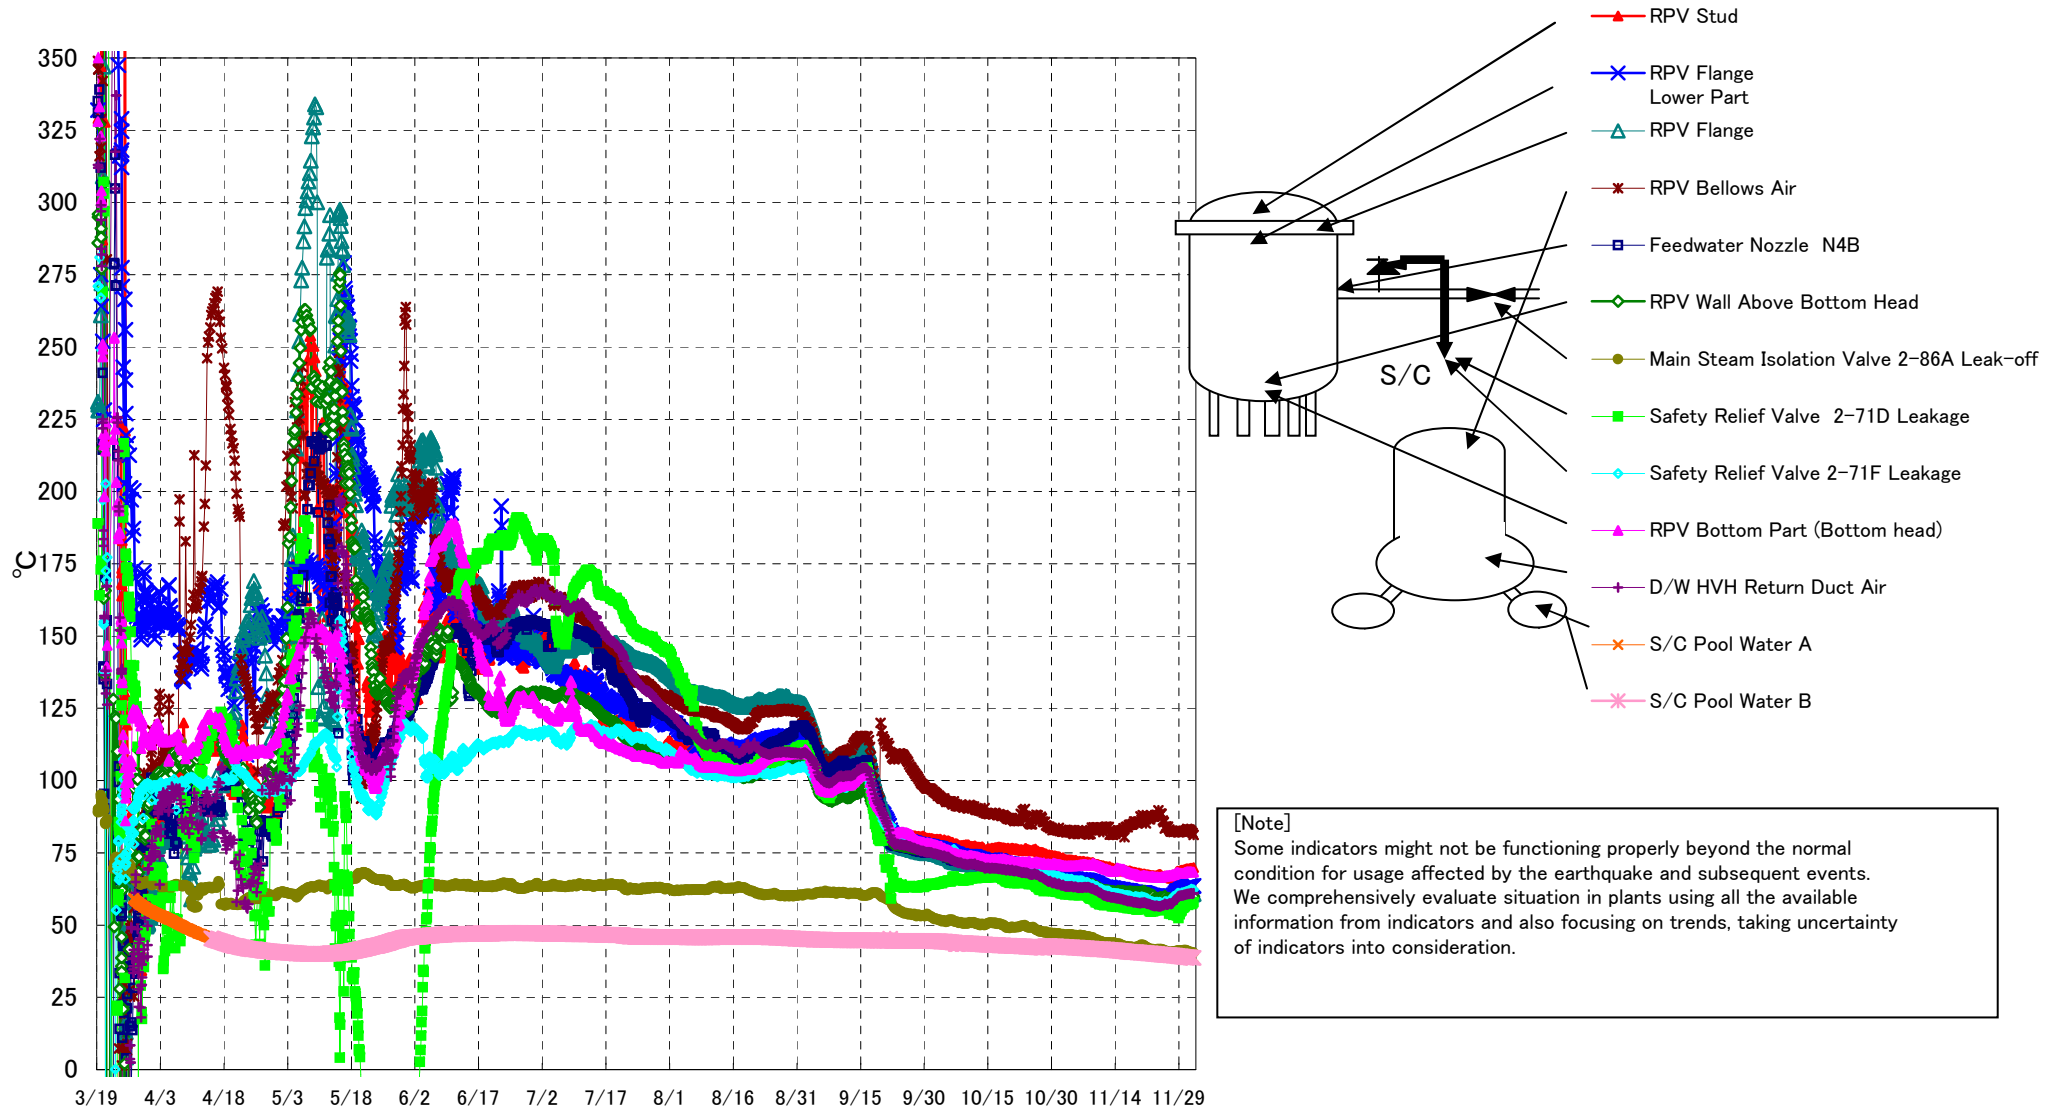 350
325
300
275
250
225
200
175
150
125
100
75
50
25
0
℃
3/19 4/3 4/18 5/3 5/18 6/2 6/17 7/2 7/17 8/1 8/16 8/31 9/15 9/30 10/15 10/30 11/14 11/29
RPV Stud
RPV Flange
Lower Part
RPV Flange
RPV Bellows Air
Feedwater Nozzle N4B
RPV Wall Above Bottom Head
Main Steam Isolation Valve 2-86A Leak-off
Safety Relief Valve 2-71D Leakage
Safety Relief Valve 2-71F Leakage
RPV Bottom Part (Bottom head)
D/W HVH Return Duct Air
S/C Pool Water A
S/C Pool Water B
S/C
[Note]
Some indicators might not be functioning properly beyond the normal
condition for usage affected by the earthquake and subsequent events.
We comprehensively evaluate situation in plants using all the available
information from indicators and also focusing on trends, taking uncertainty
of indicators into consideration.